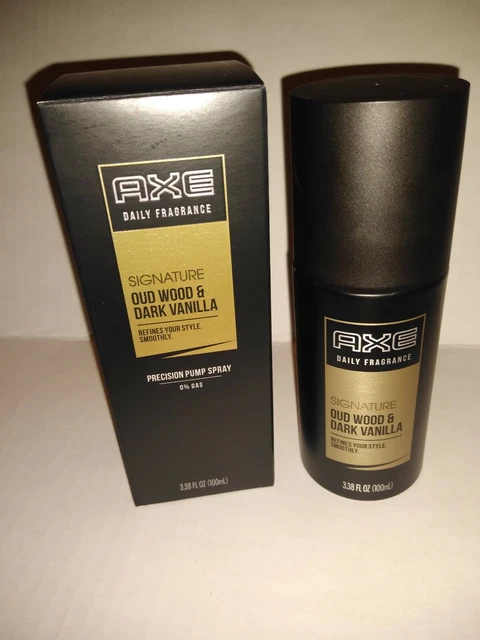 AXE
DAILY FRAGRANCE
SIGNATURE
OUD WOOD &
DARK VANILLA
REFINES YOUR STYLE.
SMOOTHLY.
PRECISION PUMP SPRAY
0% GAS
3.38 FL OZ (100mL)
AXE
DAILY FRAGRANCE
SIGNATURE
OUD WOOD &
DARK VANILLA
REFINES YOUR STYLE.
SMOOTHLY.
3.38 FL OZ (100mL)